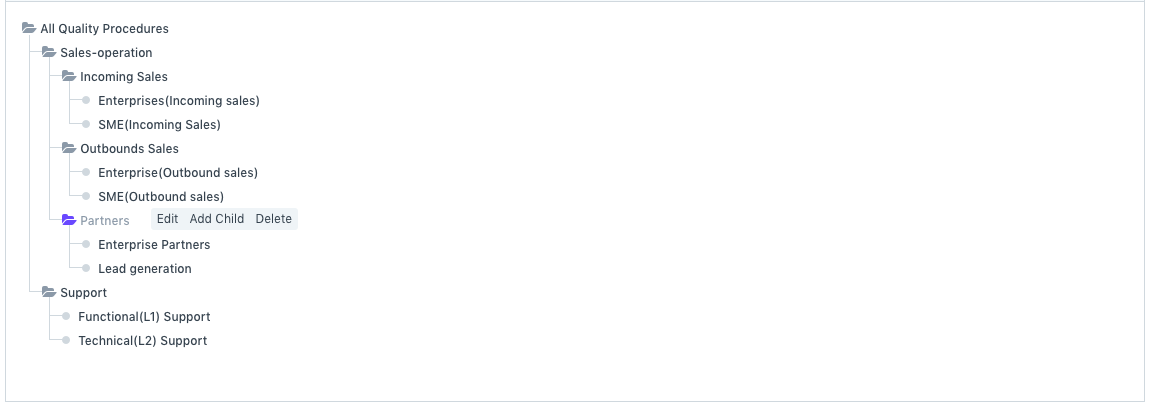 All Quality Procedures
Sales-operation
Incoming Sales
Enterprises(Incoming sales)
SME(Incoming Sales)
Outbounds Sales
Enterprise(Outbound sales)
SME(Outbound sales)
Partners Edit Add Child Delete
Enterprise Partners
Lead generation
Support
Functional(L1) Support
Technical(L2) Support